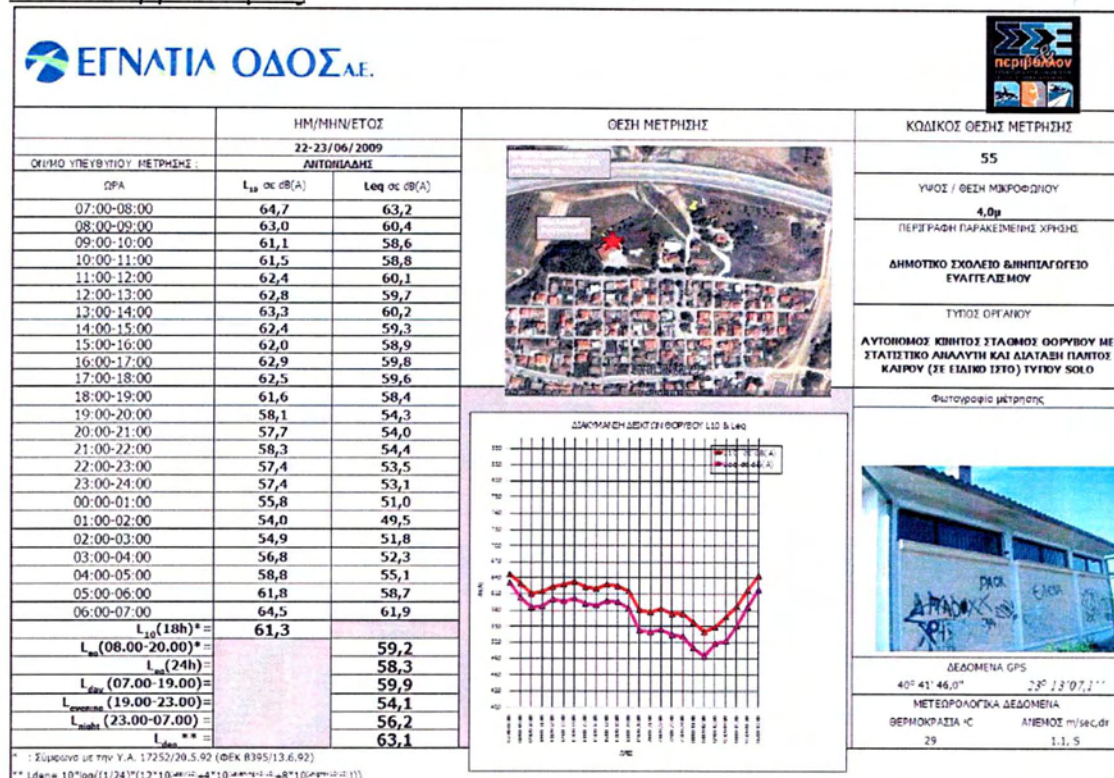 ΕΓΝΑΤΙΑ ΟΔΟΣ Α.Ε.
ΣΣΕ
περιβάλλον
ΗΜ/ΜΗΝ/ΕΤΟΣ
ΘΕΣΗ ΜΕΤΡΗΣΗΣ
ΚΩΔΙΚΟΣ ΘΕΣΗΣ ΜΕΤΡΗΣΗΣ
22-23/06/2009
55
ΟΝ/ΜΟ ΥΠΕΥΘΥΝΟΥ ΜΕΤΡΗΣΗΣ : ΑΝΤΩΝΙΑΔΗΣ
ΩΡΑ L10 σε dB(A) Leq σε dB(A)
07:00-08:00 64,7 63,2
08:00-09:00 63,0 60,4
09:00-10:00 61,1 58,6
10:00-11:00 61,5 58,8
11:00-12:00 62,4 60,1
12:00-13:00 62,8 59,7
13:00-14:00 63,3 60,2
14:00-15:00 62,4 59,3
15:00-16:00 62,0 58,9
16:00-17:00 62,9 59,8
17:00-18:00 62,5 59,6
18:00-19:00 61,6 58,4
19:00-20:00 58,1 54,3
20:00-21:00 57,7 54,0
21:00-22:00 58,3 54,4
22:00-23:00 57,4 53,5
23:00-24:00 57,4 53,1
00:00-01:00 55,8 51,0
01:00-02:00 54,0 49,5
02:00-03:00 54,9 51,8
03:00-04:00 56,8 52,3
04:00-05:00 58,8 55,1
05:00-06:00 61,8 58,7
06:00-07:00 64,5 61,9
L10(18h)* = 61,3
Leq(08.00-20.00)* = 59,2
Leq(24h)= 58,3
Lday (07.00-19.00)= 59,9
Levening (19.00-23.00)= 54,1
Lnight (23.00-07.00) = 56,2
Lden ** = 63,1
* : Σύμφωνα με την Υ.Α. 17252/20.5.92 (ΦΕΚ Β395/13.6.92)
** Lden= 10*log((1/24)*(12*10
+4*10
+8*10
ΔΙΑΚΥΜΑΝΣΗ ΔΕΙΚΤΩΝ ΘΟΡΥΒΟΥ L10 & Leq
ΥΨΟΣ / ΘΕΣΗ ΜΙΚΡΟΦΩΝΟΥ
4,0μ
ΠΕΡΙΓΡΑΦΗ ΠΑΡΑΚΕΙΜΕΝΗΣ ΧΡΗΣΗΣ
ΔΗΜΟΤΙΚΟ ΣΧΟΛΕΙΟ &ΝΗΠΙΑΓΩΓΕΙΟ
ΕΥΑΓΓΕΛΙΣΜΟΥ
ΤΥΠΟΣ ΟΡΓΑΝΟΥ
ΑΥΤΟΝΟΜΟΣ ΚΙΝΗΤΟΣ ΣΤΑΘΜΟΣ ΘΟΡΥΒΟΥ ΜΕ
ΣΤΑΤΙΣΤΙΚΟ ΑΝΑΛΥΤΗ ΚΑΙ ΔΙΑΤΑΞΗ ΠΑΝΤΟΣ
ΚΑΙΡΟΥ (ΣΕ ΕΙΔΙΚΟ ΙΣΤΟ) ΤΥΠΟΥ SOLO
Φωτογραφία μέτρησης
ΔΕΔΟΜΕΝΑ GPS
40° 41' 46,0" 23° 13'07,1"
ΜΕΤΕΩΡΟΛΟΓΙΚΑ ΔΕΔΟΜΕΝΑ
ΘΕΡΜΟΚΡΑΣΙΑ °C ΑΝΕΜΟΣ m/sec,dir
29 1.1, S